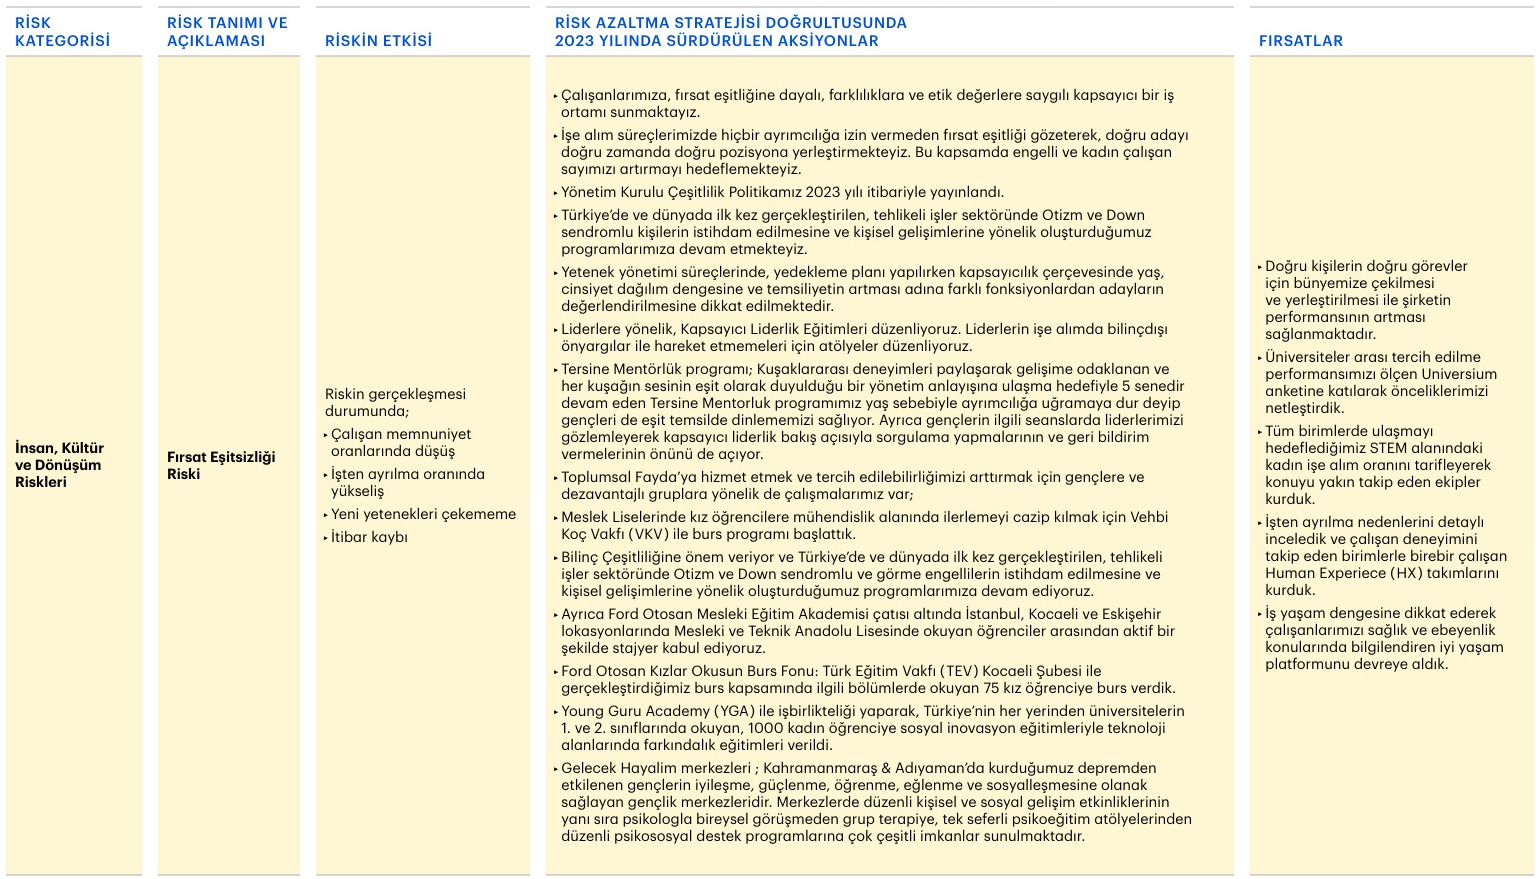 RİSK
KATEGORİSİ
RİSK TANIMI VE
AÇIKLAMASI
RİSKİN ETKİSİ
RİSK AZALTMA STRATEJİSİ DOĞRULTUSUNDA
2023 YILINDA SÜRDÜRÜLEN AKSİYONLAR
FIRSATLAR
İnsan, Kültür
ve Dönüşüm
Riskleri
Fırsat Eşitsizliği
Riski
Riskin gerçekleşmesi
durumunda;
‣ Çalışan memnuniyet
oranlarında düşüş
‣ İşten ayrılma oranında
yükseliş
‣ Yeni yetenekleri çekememe
‣ İtibar kaybı
‣ Çalışanlarımıza, fırsat eşitliğine dayalı, farklılıklara ve etik değerlere saygılı kapsayıcı bir iş
ortamı sunmaktayız.
‣ İşe alım süreçlerimizde hiçbir ayrımcılığa izin vermeden fırsat eşitliği gözeterek, doğru adayı
doğru zamanda doğru pozisyona yerleştirmekteyiz. Bu kapsamda engelli ve kadın çalışan
sayımızı artırmayı hedeflemekteyiz.
‣ Yönetim Kurulu Çeşitlilik Politikamız 2023 yılı itibariyle yayınlandı.
‣ Türkiye’de ve dünyada ilk kez gerçekleştirilen, tehlikeli işler sektöründe Otizm ve Down
sendromlu kişilerin istihdam edilmesine ve kişisel gelişimlerine yönelik oluşturduğumuz
programlarımıza devam etmekteyiz.
‣ Yetenek yönetimi süreçlerinde, yedekleme planı yapılırken kapsayıcılık çerçevesinde yaş,
cinsiyet dağılım dengesine ve temsiliyetin artması adına farklı fonksiyonlardan adayların
değerlendirilmesine dikkat edilmektedir.
‣ Liderlere yönelik, Kapsayıcı Liderlik Eğitimleri düzenliyoruz. Liderlerin işe alımda bilinçdışı
önyargılar ile hareket etmemeleri için atölyeler düzenliyoruz.
‣ Tersine Mentörlük programı; Kuşaklararası deneyimleri paylaşarak gelişime odaklanan ve
her kuşağın sesinin eşit olarak duyulduğu bir yönetim anlayışına ulaşma hedefiyle 5 senedir
devam eden Tersine Mentorluk programımız yaş sebebiyle ayrımcılığa uğramaya dur deyip
gençleri de eşit temsilde dinlememizi sağlıyor. Ayrıca gençlerin ilgili seanslarda liderlerimizi
gözlemleyerek kapsayıcı liderlik bakış açısıyla sorgulama yapmalarının ve geri bildirim
vermelerinin önünü de açıyor.
‣ Toplumsal Fayda’ya hizmet etmek ve tercih edilebilirliğimizi arttırmak için gençlere ve
dezavantajlı gruplara yönelik de çalışmalarımız var;
‣ Meslek Liselerinde kız öğrencilere mühendislik alanında ilerlemeyi cazip kılmak için Vehbi
Koç Vakfı (VKV) ile burs programı başlattık.
‣ Bilinç Çeşitliliğine önem veriyor ve Türkiye’de ve dünyada ilk kez gerçekleştirilen, tehlikeli
işler sektöründe Otizm ve Down sendromlu ve görme engellilerin istihdam edilmesine ve
kişisel gelişimlerine yönelik oluşturduğumuz programlarımıza devam ediyoruz.
‣ Ayrıca Ford Otosan Mesleki Eğitim Akademisi çatısı altında İstanbul, Kocaeli ve Eskişehir
lokasyonlarında Mesleki ve Teknik Anadolu Lisesinde okuyan öğrenciler arasından aktif bir
şekilde stajyer kabul ediyoruz.
‣ Ford Otosan Kızlar Okusun Burs Fonu: Türk Eğitim Vakfı (TEV) Kocaeli Şubesi ile
gerçekleştirdiğimiz burs kapsamında ilgili bölümlerde okuyan 75 kız öğrenciye burs verdik.
‣ Young Guru Academy (YGA) ile işbirlikteliği yaparak, Türkiye’nin her yerinden üniversitelerin
1. ve 2. sınıflarında okuyan, 1000 kadın öğrenciye sosyal inovasyon eğitimleriyle teknoloji
alanlarında farkındalık eğitimleri verildi.
‣ Gelecek Hayalim merkezleri ; Kahramanmaraş & Adıyaman’da kurduğumuz depremden
etkilenen gençlerin iyileşme, güçlenme, öğrenme, eğlenme ve sosyalleşmesine olanak
sağlayan gençlik merkezleridir. Merkezlerde düzenli kişisel ve sosyal gelişim etkinliklerinin
yanı sıra psikologla bireysel görüşmeden grup terapiye, tek seferli psikoeğitim atölyelerinden
düzenli psikososyal destek programlarına çok çeşitli imkanlar sunulmaktadır.
‣ Doğru kişilerin doğru görevler
için bünyemize çekilmesi
ve yerleştirilmesi ile şirketin
performansının artması
sağlanmaktadır.
‣ Üniversiteler arası tercih edilme
performansımızı ölçen Universium
anketine katılarak önceliklerimizi
netleştirdik.
‣ Tüm birimlerde ulaşmayı
hedeflediğimiz STEM alanındaki
kadın işe alım oranını tarifleyerek
konuyu yakın takip eden ekipler
kurduk.
‣ İşten ayrılma nedenlerini detaylı
inceledik ve çalışan deneyimini
takip eden birimlerle birebir çalışan
Human Experiece (HX) takımlarını
kurduk.
‣ İş yaşam dengesine dikkat ederek
çalışanlarımızı sağlık ve ebeyenlik
konularında bilgilendiren iyi yaşam
platformunu devreye aldık.